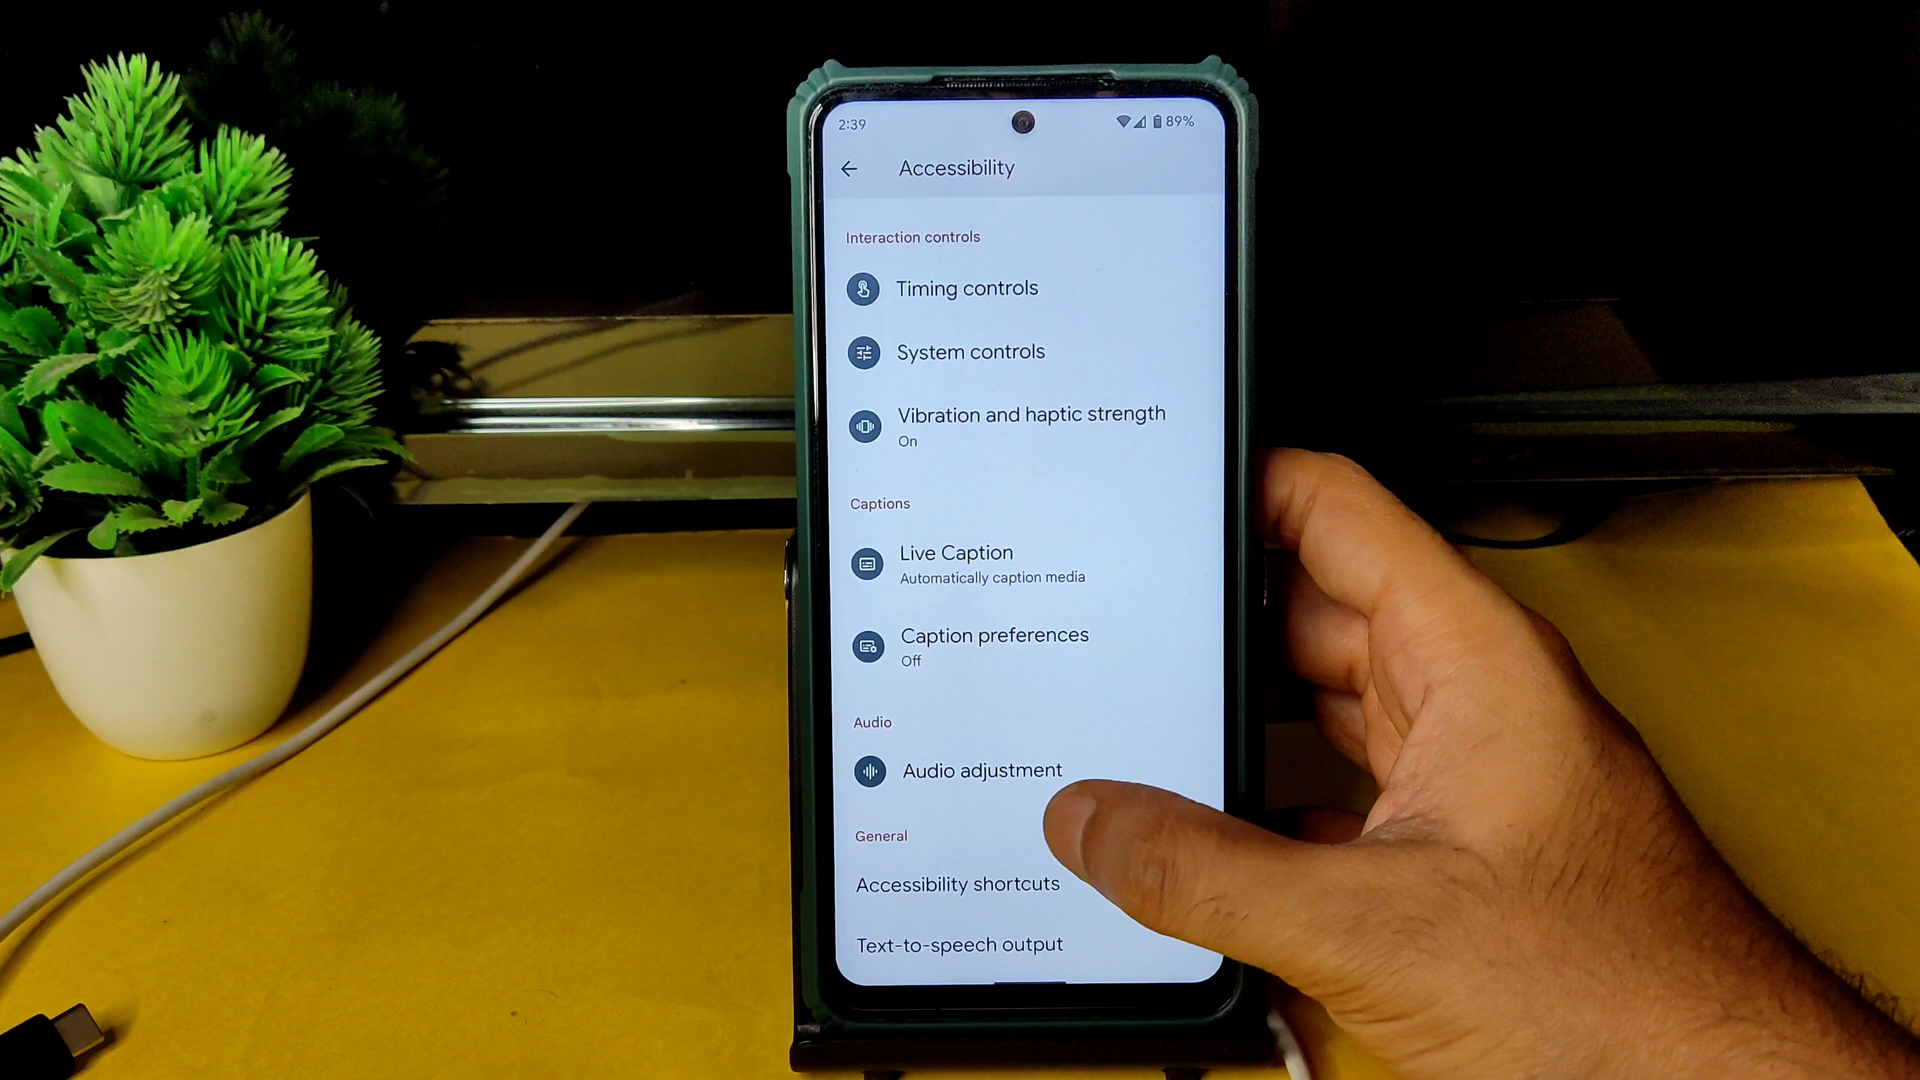 2:39
89%
Accessibility
Interaction controls
Timing controls
System controls
Vibration and haptic strength
On
Captions
Live Caption
Automatically caption media
Caption preferences
Off
Audio
Audio adjustment
General
Accessibility shortcuts
Text-to-speech output